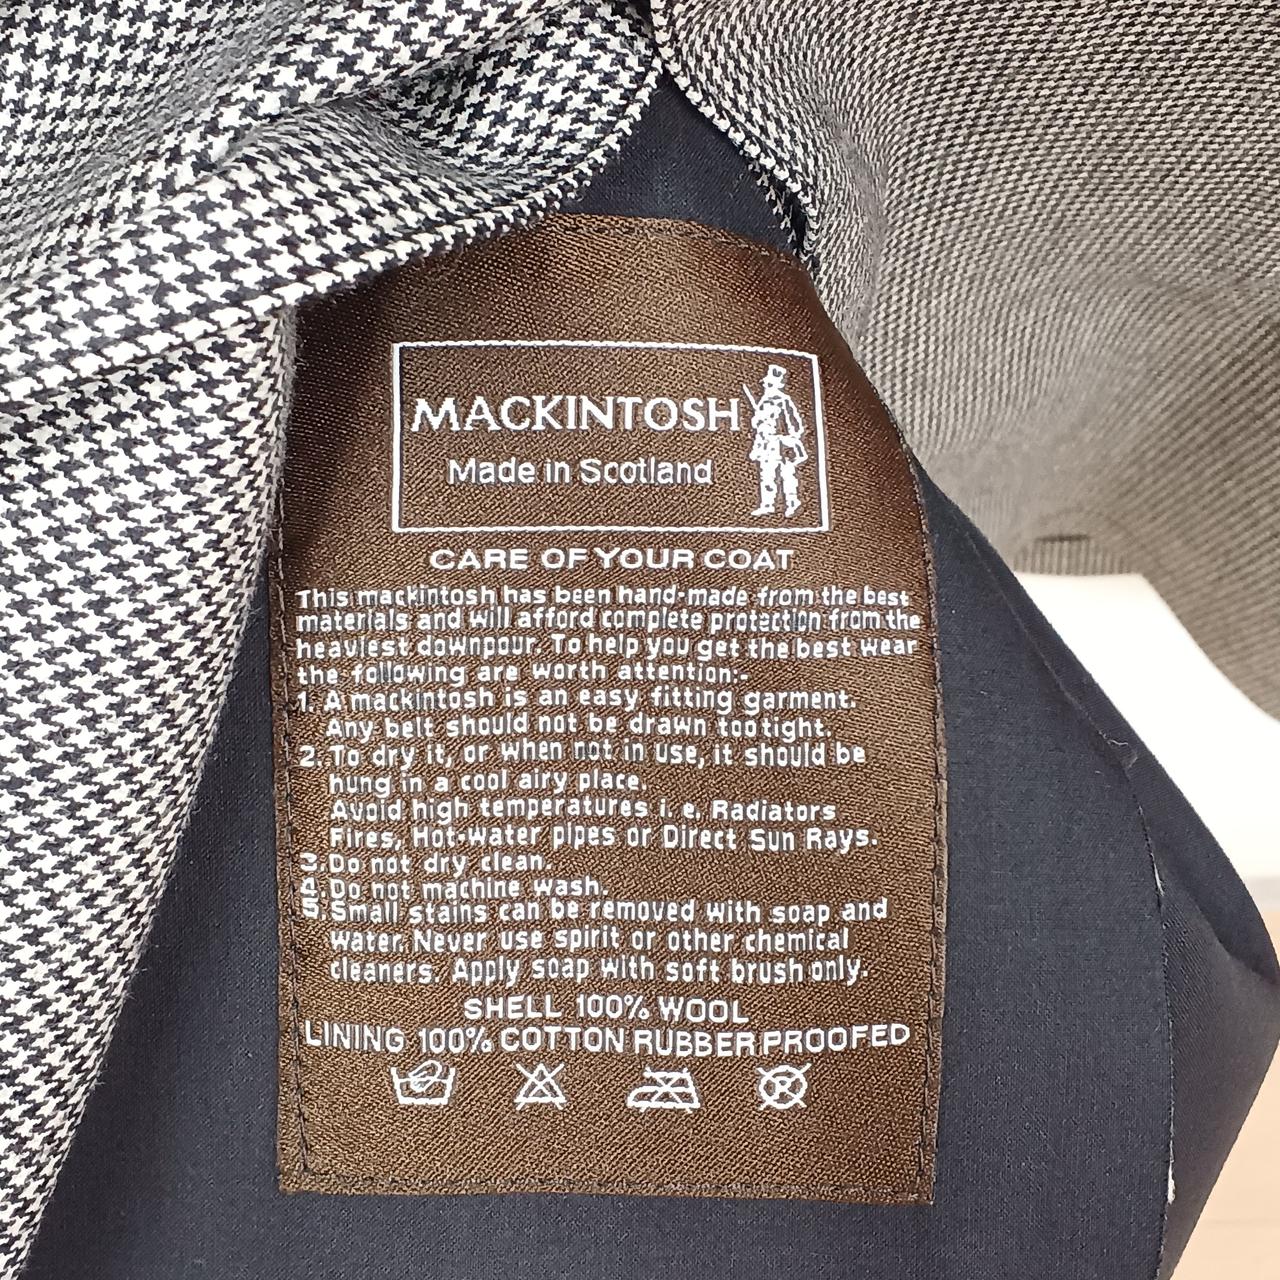 MACKINTOSH
Made in Scotland
CARE OF YOUR COAT
This mackintosh has been hand-made from the best
materials and will afford complete protection from the
heaviest downpour. To help you get the best wear
the following are worth attention:-
1. A mackintosh is an easy fitting garment.
Any belt should not be drawn too tight.
2. To dry it, or when not in use, it should be
hung in a cool airy place.
Avoid high temperatures i.e. Radiators
Fires, Hot-water pipes or Direct Sun Rays.
3. Do not dry clean.
4. Do not machine wash.
5. Small stains can be removed with soap and
water. Never use spirit or other chemical
cleaners. Apply soap with soft brush only.
SHELL 100% WOOL
LINING 100% COTTON RUBBER PROOFED